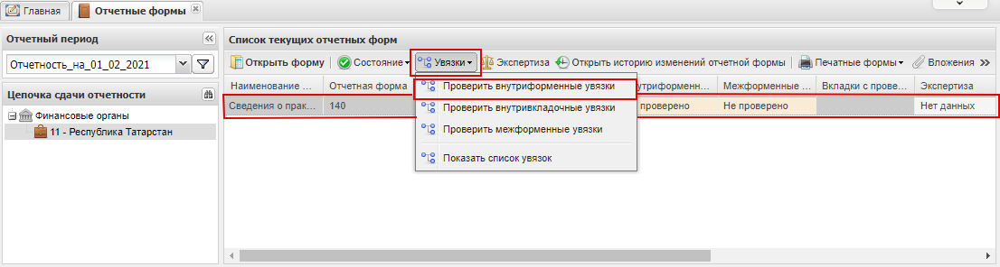 Главная Отчетные формы
Отчетный период
Отчетность_на_01_02_2021
Цепочка сдачи отчетности
Финансовые органы
11 - Республика Татарстан
Список текущих отчетных форм
Открыть форму Состояние Увязки Экспертиза Открыть историю изменений отчетной формы Печатные формы Вложения
Наименование ... Отчетная форма утриформенн... Межформенные ... Вкладки с прове... Экспертиза
Сведения о прак... 140 проверено Не проверено Нет данных
Проверить внутриформенные увязки
Проверить внутривкладочные увязки
Проверить межформенные увязки
Показать список увязок